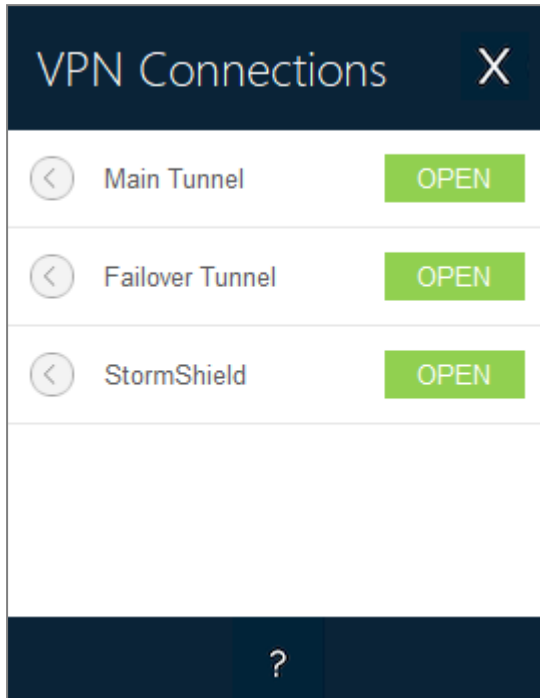 VPN Connections X
Main Tunnel OPEN
Failover Tunnel OPEN
StormShield OPEN
?